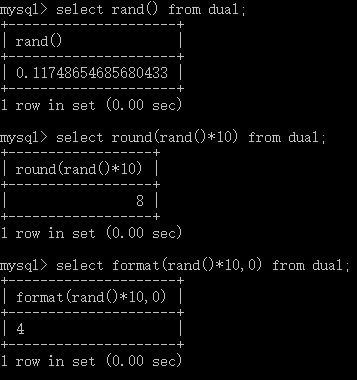 mysql> select rand() from dual;
+---------------------+
| rand()              |
+---------------------+
| 0.11748654685680433 |
+---------------------+
1 row in set (0.00 sec)
mysql> select round(rand()*10) from dual;
+------------------+
| round(rand()*10) |
+------------------+
|                8 |
+------------------+
1 row in set (0.00 sec)
mysql> select format(rand()*10,0) from dual;
+---------------------+
| format(rand()*10,0) |
+---------------------+
| 4                   |
+---------------------+
1 row in set (0.00 sec)